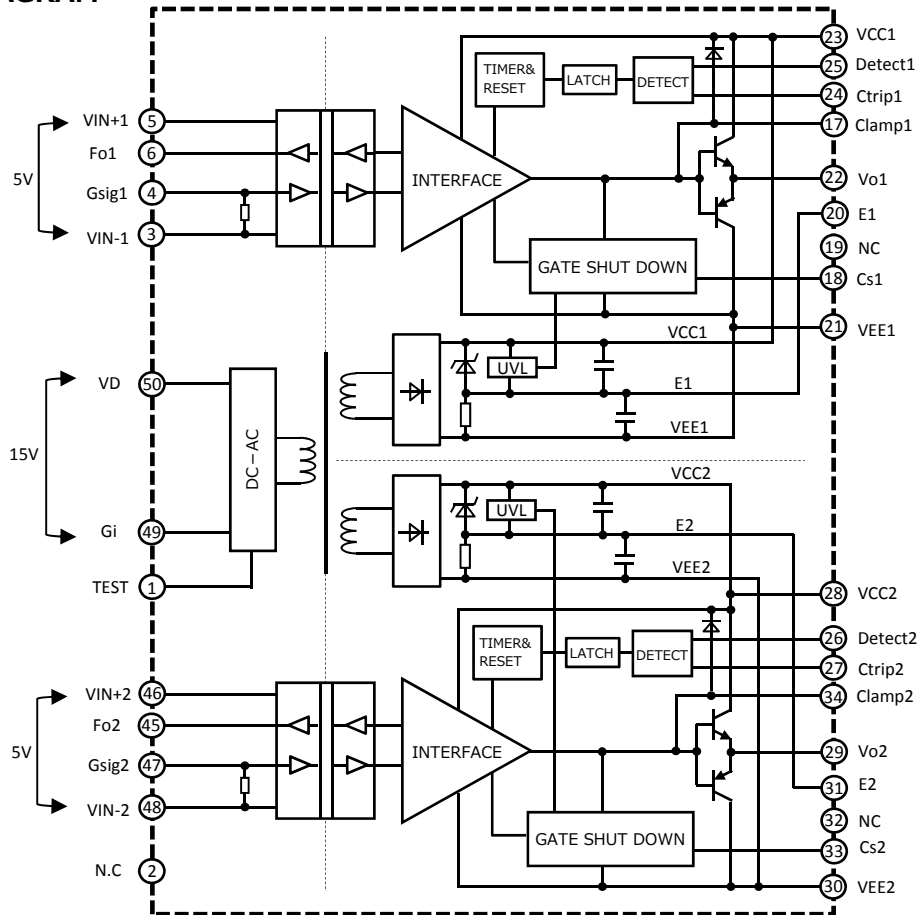 VCC1
23
TIMER&
RESET
LATCH
DETECT
25
Detect1
24
Ctrip1
VIN+1
5
17
Clamp1
5V
Fo1
6
INTERFACE
22
Vo1
Gsig1
4
20
E1
VIN-1
3
19
NC
GATE SHUT DOWN
18
Cs1
21
VEE1
VCC1
UVL
E1
VEE1
VD
50
15V
DC-AC
Gi
49
TEST
1
VCC2
UVL
E2
VEE2
28
VCC2
TIMER&
RESET
LATCH
DETECT
26
Detect2
27
Ctrip2
VIN+2
46
34
Clamp2
5V
Fo2
45
INTERFACE
29
Vo2
Gsig2
47
31
E2
VIN-2
48
32
NC
GATE SHUT DOWN
33
Cs2
N.C
2
30
VEE2